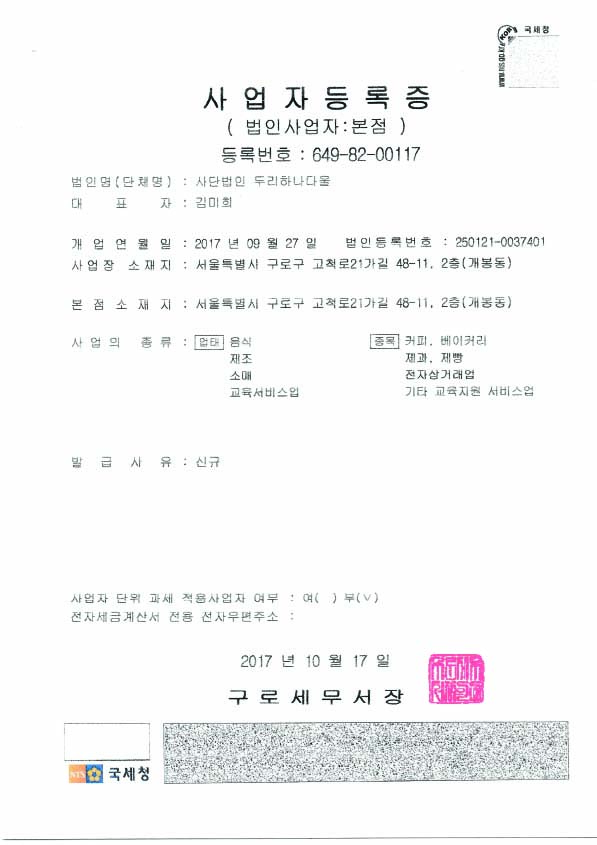 국세청
사업자등록증
( 법인사업자:본점 )
등록번호 : 649-82-00117
법인명(단체명) : 사단법인 두리하나다울
대 표 자 : 김미희
개 업 연 월 일 : 2017 년 09 월 27 일 법인등록번호 : 250121-0037401
사업장 소재지 : 서울특별시 구로구 고척로21가길 48-11, 2층(개봉동)
본 점 소 재 지 : 서울특별시 구로구 고척로21가길 48-11, 2층(개봉동)
사 업 의 종 류 : 업태 음식 종목 커피, 베이커리
제조 제과, 제빵
소매 전자상거래업
교육서비스업 기타 교육지원 서비스업
발 급 사 유 : 신규
사업자 단위 과세 적용사업자 여부 : 여( ) 부(∨)
전자세금계산서 전용 전자우편주소 :
2017 년 10 월 17 일
구로세무서장
NTS 국세청